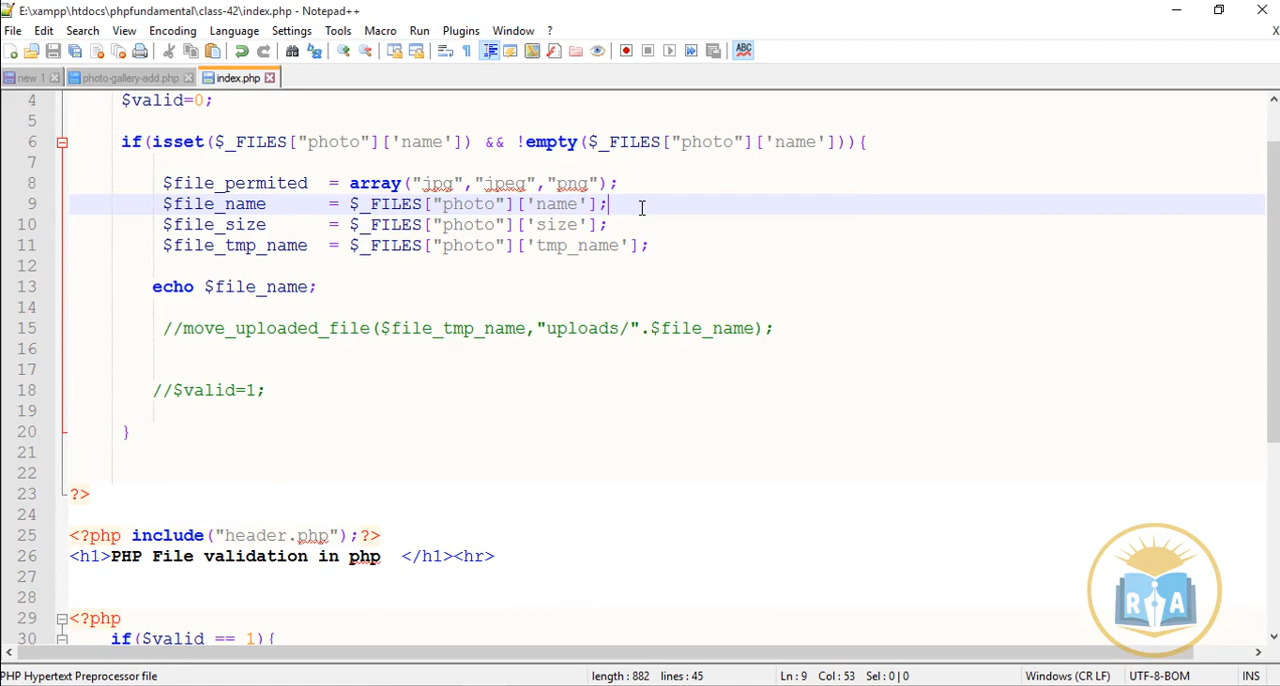 E:\xampp\htdocs\phpfundamental\class-42\index.php - Notepad++
File Edit Search View Encoding Language Settings Tools Macro Run Plugins Window ? X
new 1 photo-gallery-add.php index.php
4 $valid=0;
5
6 if(isset($_FILES["photo"]['name']) && !empty($_FILES["photo"]['name'])){
7
8 $file_permited = array("jpg","jpeg","png");
9 $file_name = $_FILES["photo"]['name'];
10 $file_size = $_FILES["photo"]['size'];
11 $file_tmp_name = $_FILES["photo"]['tmp_name'];
12
13 echo $file_name;
14
15 //move_uploaded_file($file_tmp_name,"uploads/".$file_name);
16
17
18 //$valid=1;
19
20 }
21
22
23 ?>
24
25 <?php include("header.php");?>
26 <h1>PHP File validation in php </h1><hr>
27
28
29 <?php
30 if($valid == 1){
R A
PHP Hypertext Preprocessor file length : 882 lines : 45 Ln : 9 Col : 53 Sel : 0 | 0 Windows (CR LF) UTF-8-BOM INS